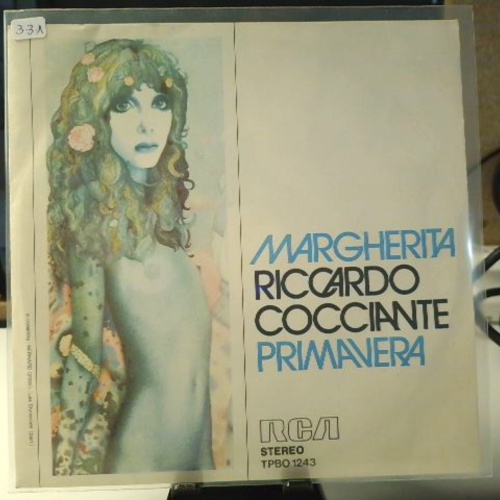 331
MARGHERITA
RICCARDO
COCCIANTE
PRIMAVERA
RCA
STEREO
TPBO 1243